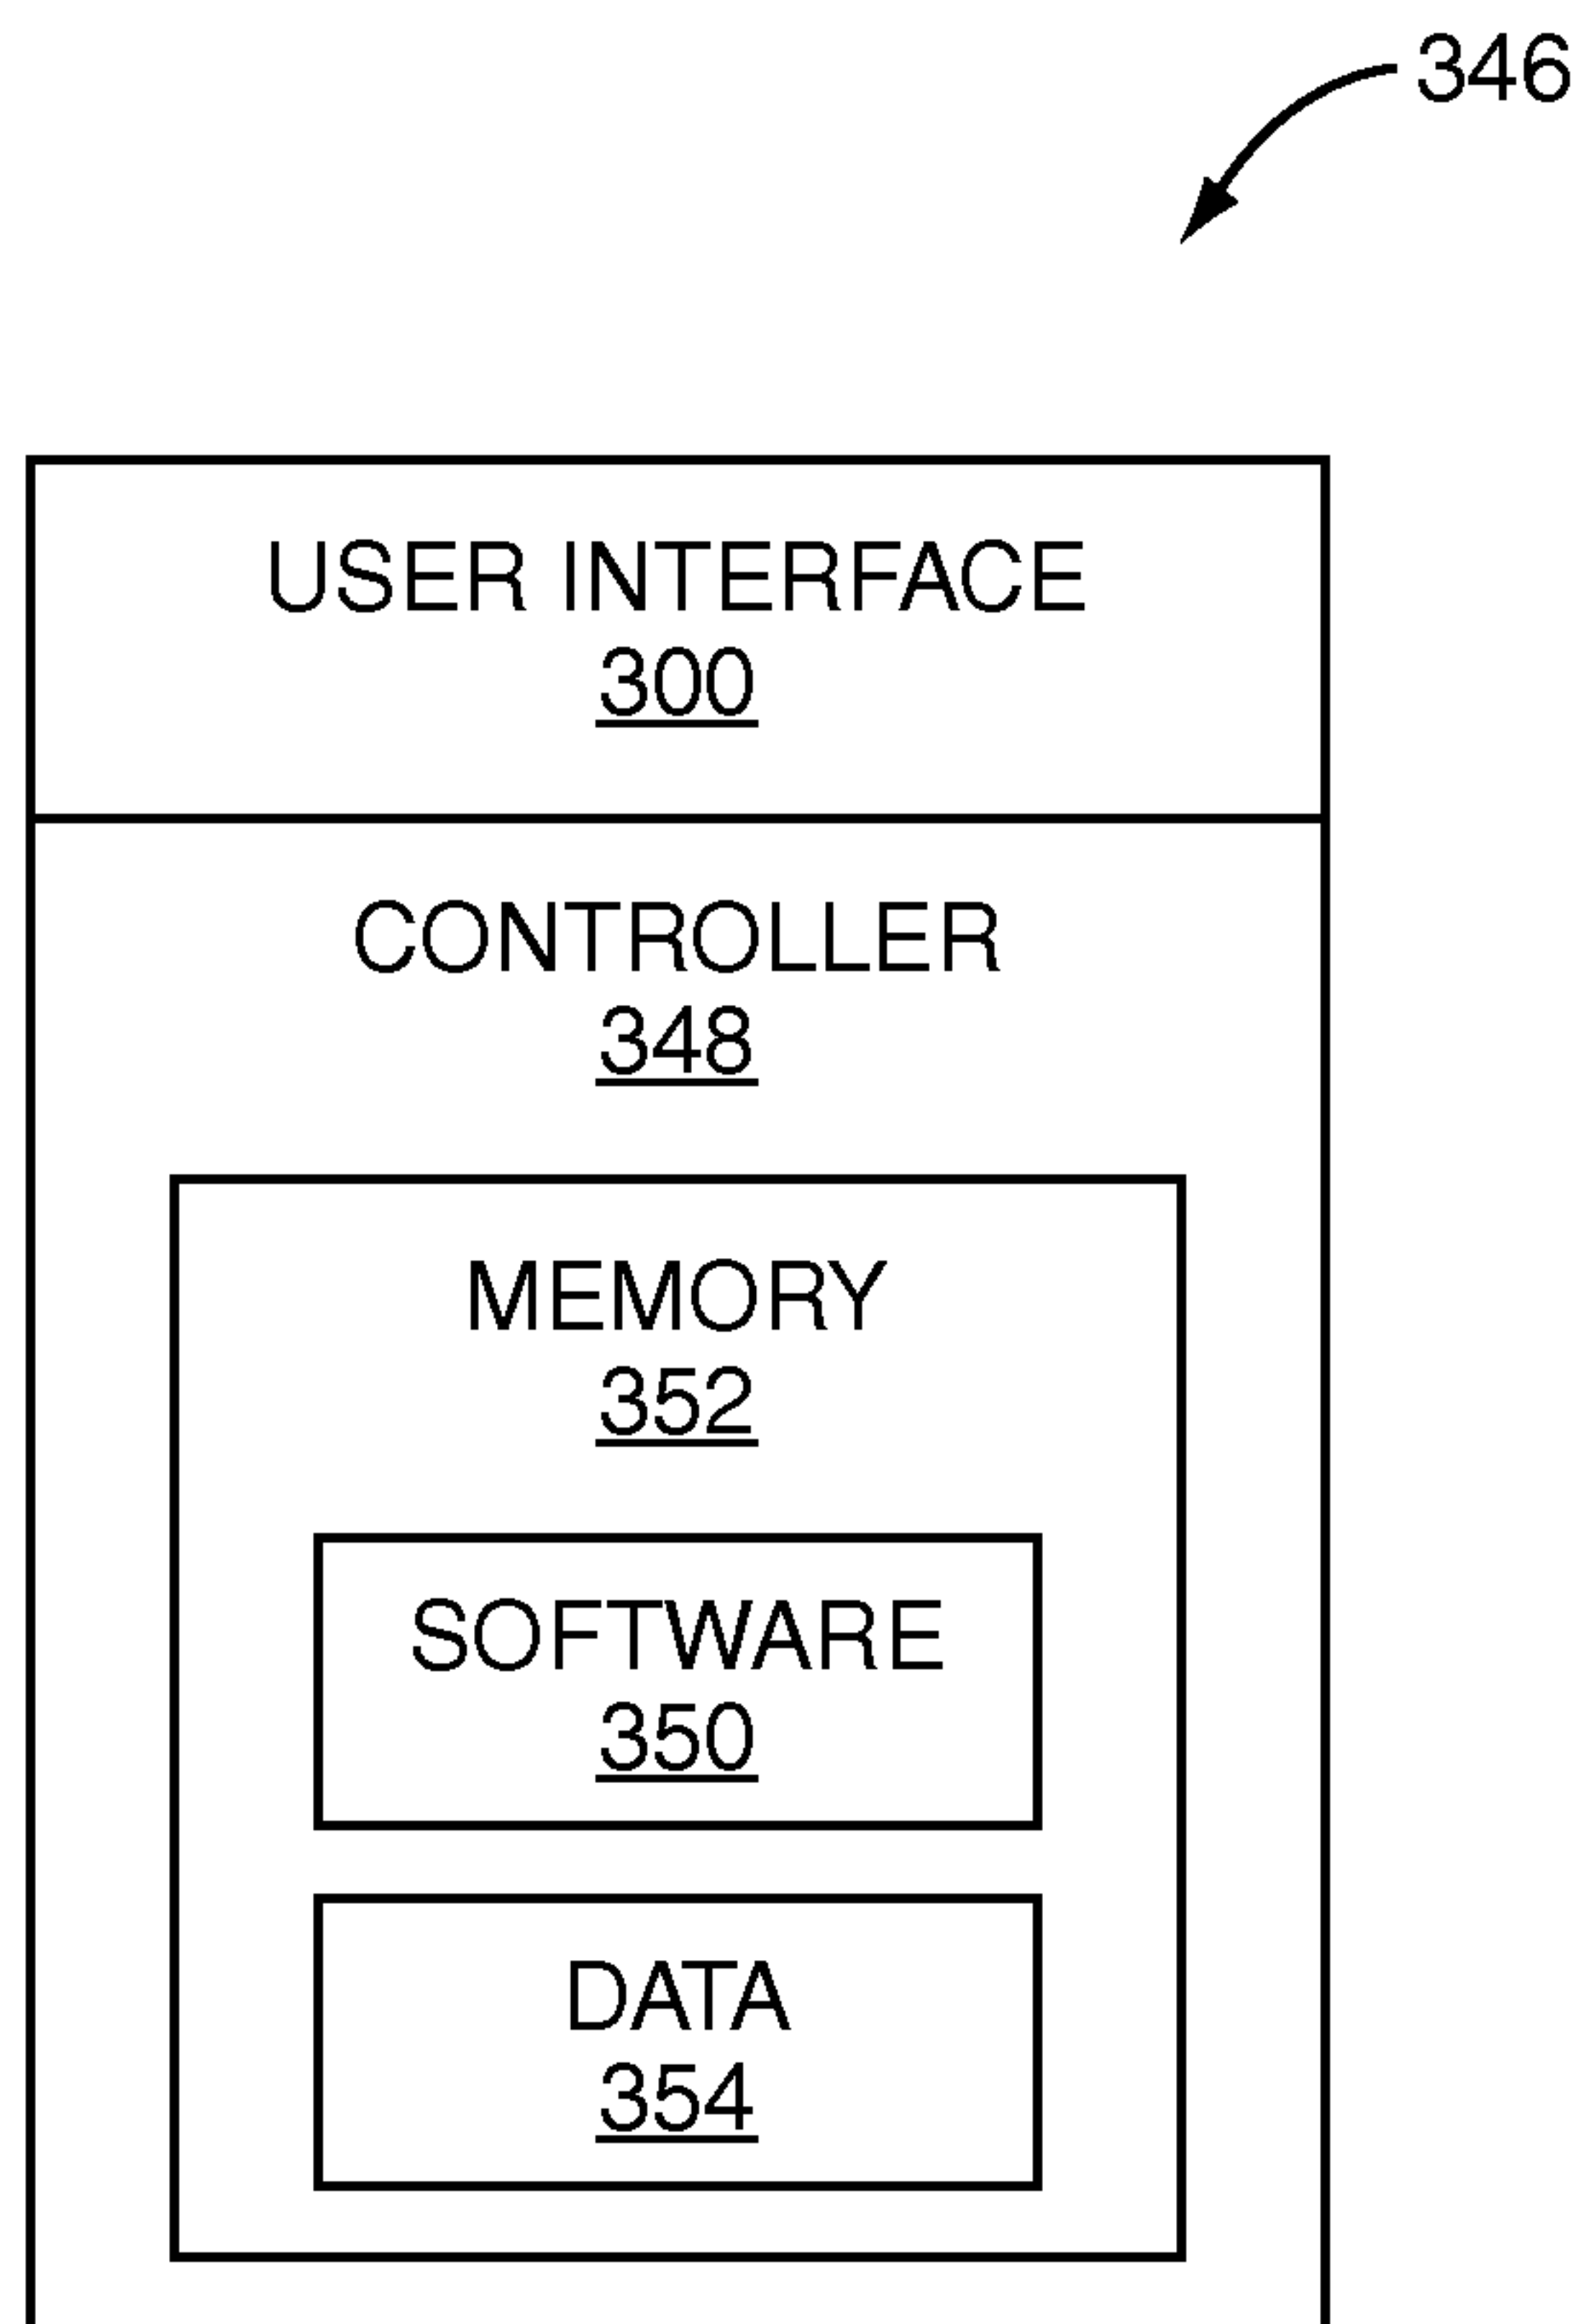 346
USER INTERFACE
300
CONTROLLER
348
MEMORY
352
SOFTWARE
350
DATA
354